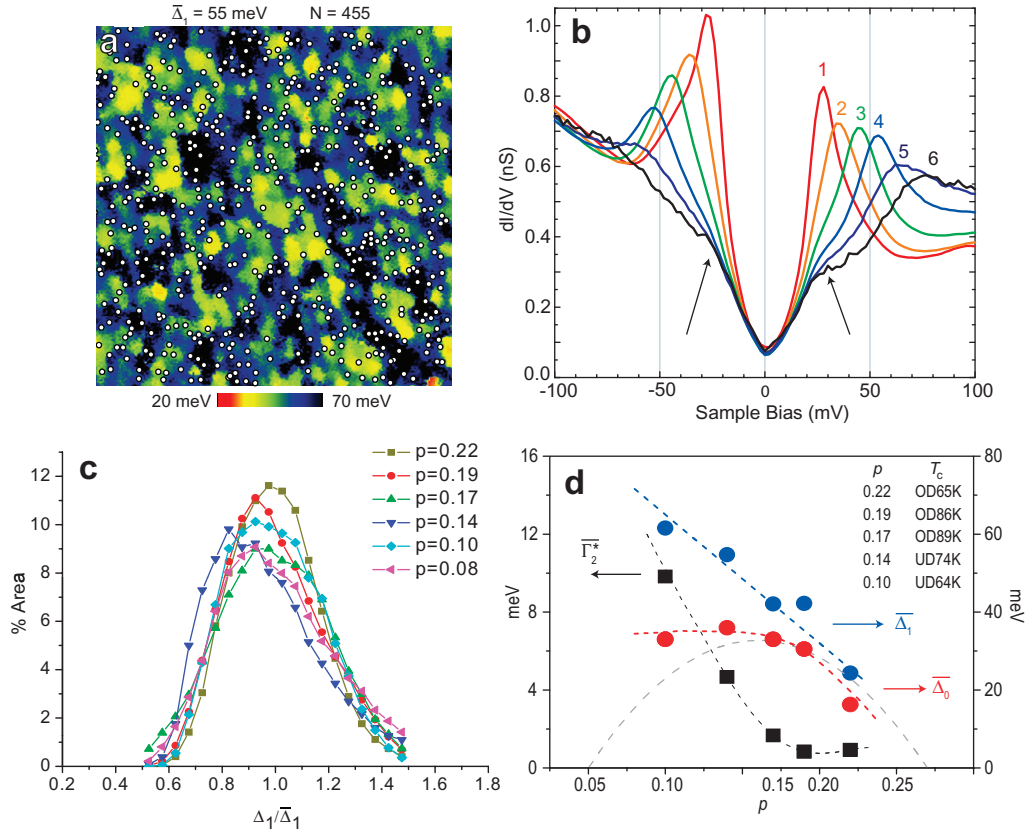 Δ̅₁ = 55 meV N = 455
a
20 meV 70 meV
b
dI/dV (nS)
1.0
0.8
0.6
0.4
0.2
0.0
1
2
3
4
5
6
-100 -50 0 50 100
Sample Bias (mV)
c
% Area
12
10
8
6
4
2
0
p=0.22
p=0.19
p=0.17
p=0.14
p=0.10
p=0.08
0.2 0.4 0.6 0.8 1.0 1.2 1.4 1.6 1.8
Δ₁/Δ̅₁
d
meV
16
12
8
4
0
p Tc
0.22 OD65K
0.19 OD86K
0.17 OD89K
0.14 UD74K
0.10 UD64K
Γ₂*̅
Δ̅₁
Δ̅₀
80
60
40
20
0
meV
0.05 0.10 0.20 0.25
p